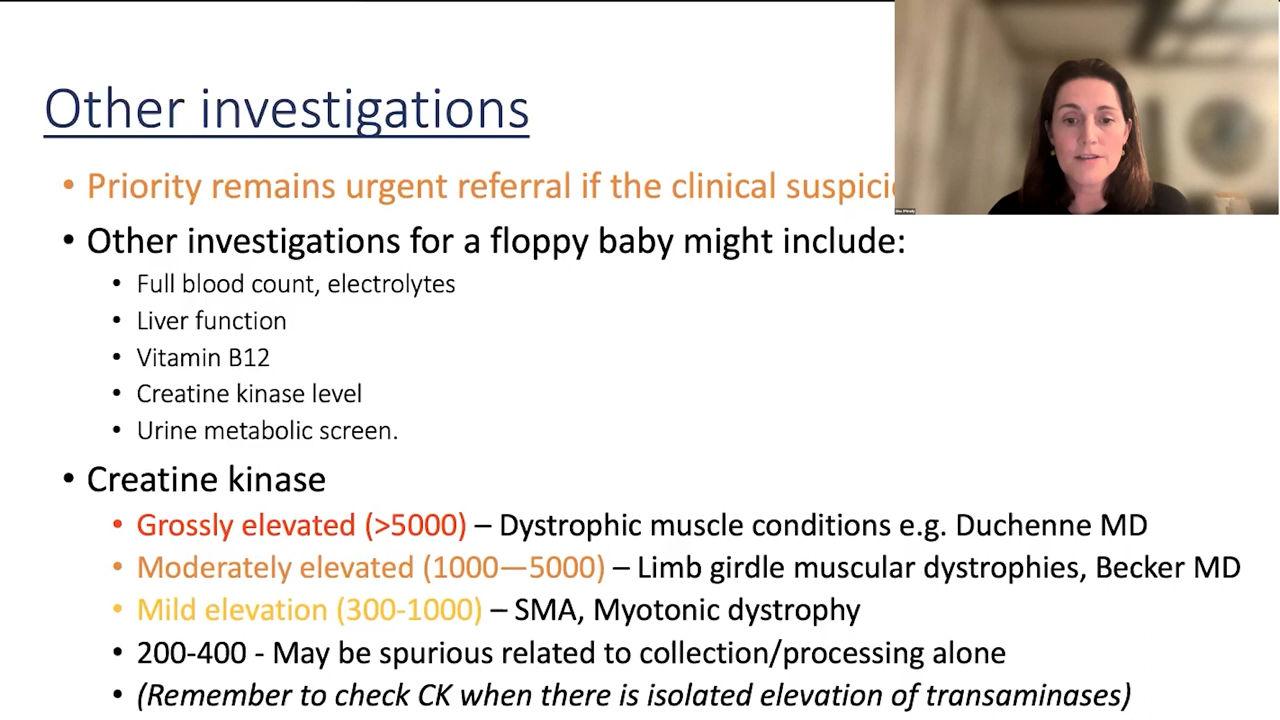 Other investigations
• Priority remains urgent referral if the clinical
• Other investigations for a floppy baby might include:
• Full blood count, electrolytes
• Liver function
• Vitamin B12
• Creatine kinase level
• Urine metabolic screen.
• Creatine kinase
• Grossly elevated (>5000) – Dystrophic muscle conditions e.g. Duchenne MD
• Moderately elevated (1000—5000) – Limb girdle muscular dystrophies, Becker MD
• Mild elevation (300-1000) – SMA, Myotonic dystrophy
• 200-400 - May be spurious related to collection/processing alone
• (Remember to check CK when there is isolated elevation of transaminases)